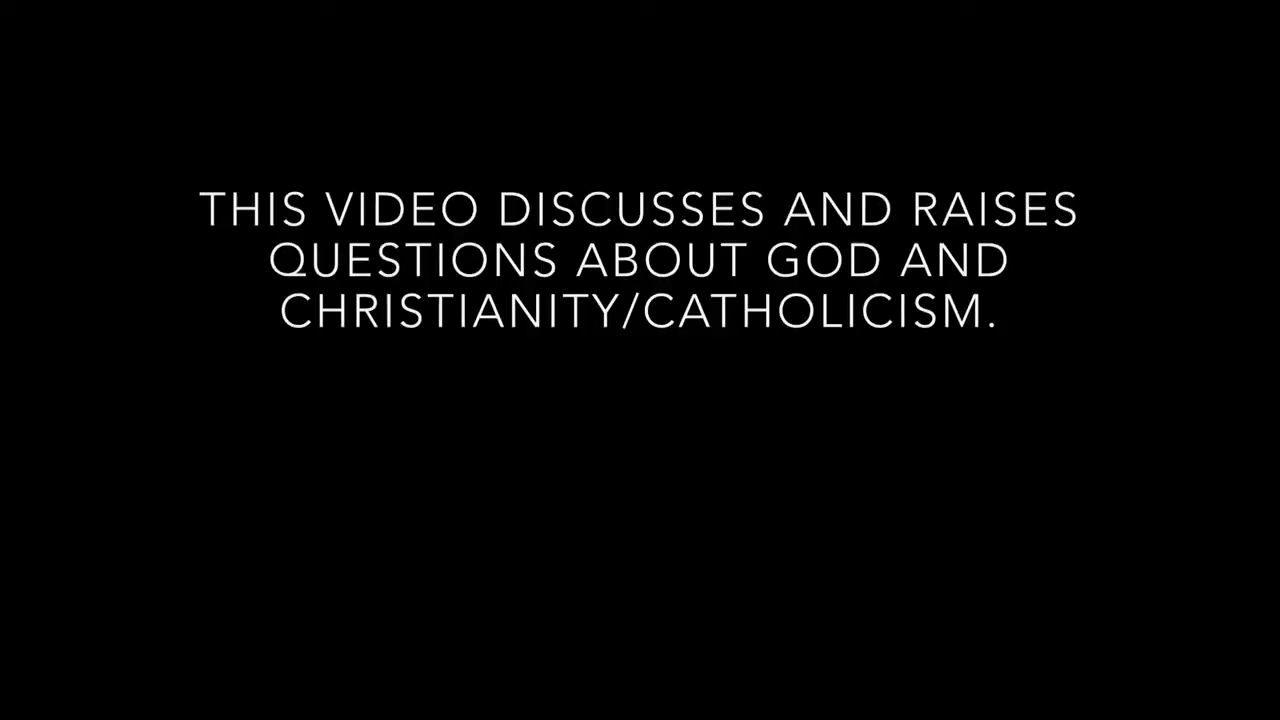 THIS VIDEO DISCUSSES AND RAISES
QUESTIONS ABOUT GOD AND
CHRISTIANITY/CATHOLICISM.